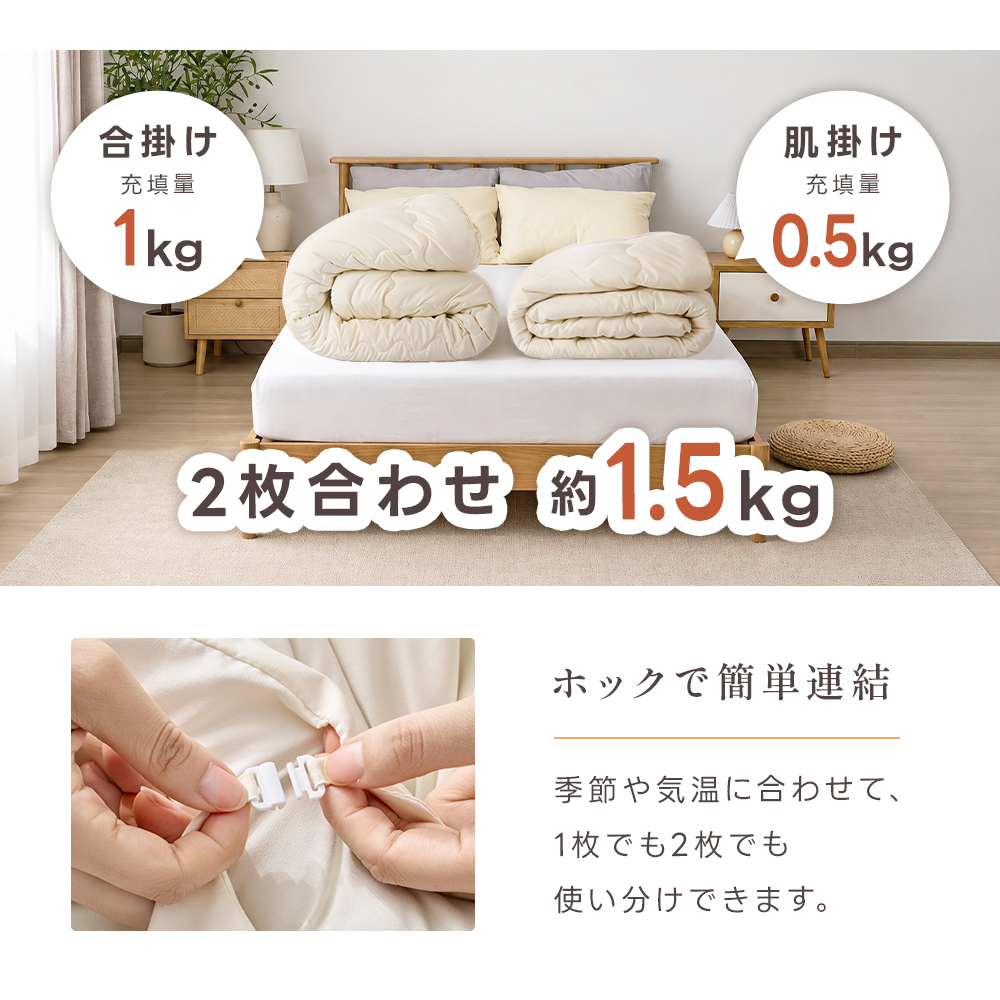 合掛け
充填量
1kg
肌掛け
充填量
0.5kg
2枚合わせ 約1.5kg
ホックで簡単連結
季節や気温に合わせて、
1枚でも2枚でも
使い分けできます。